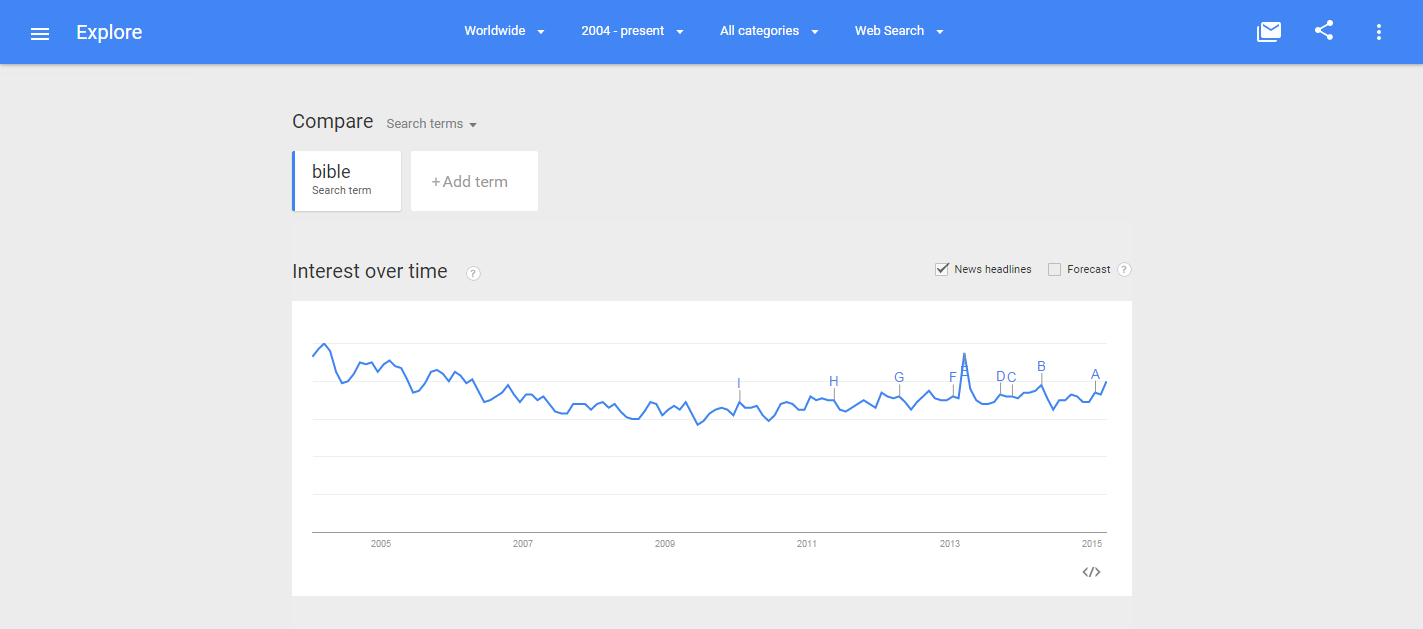 Explore Worldwide 2004 - present All categories Web Search
Compare Search terms
bible
Search term
+ Add term
Interest over time ?
News headlines Forecast ?
I H G F E D C B A
2005 2007 2009 2011 2013 2015
</>